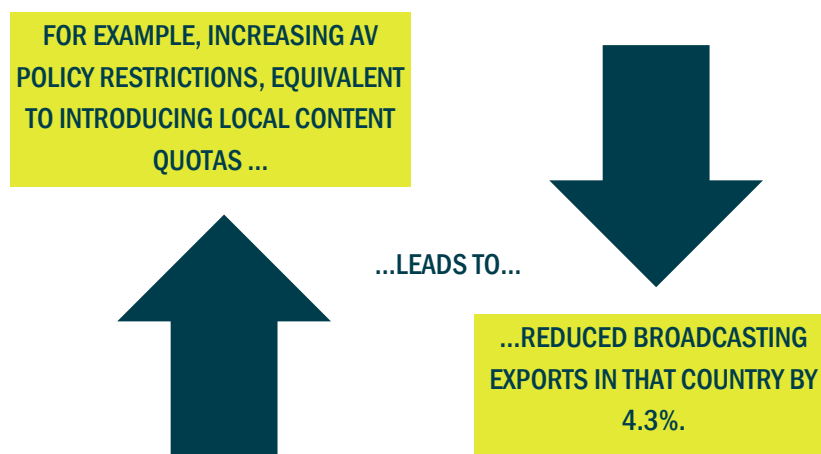 FOR EXAMPLE, INCREASING AV
POLICY RESTRICTIONS, EQUIVALENT
TO INTRODUCING LOCAL CONTENT
QUOTAS ...
...LEADS TO...
...REDUCED BROADCASTING
EXPORTS IN THAT COUNTRY BY
4.3%.